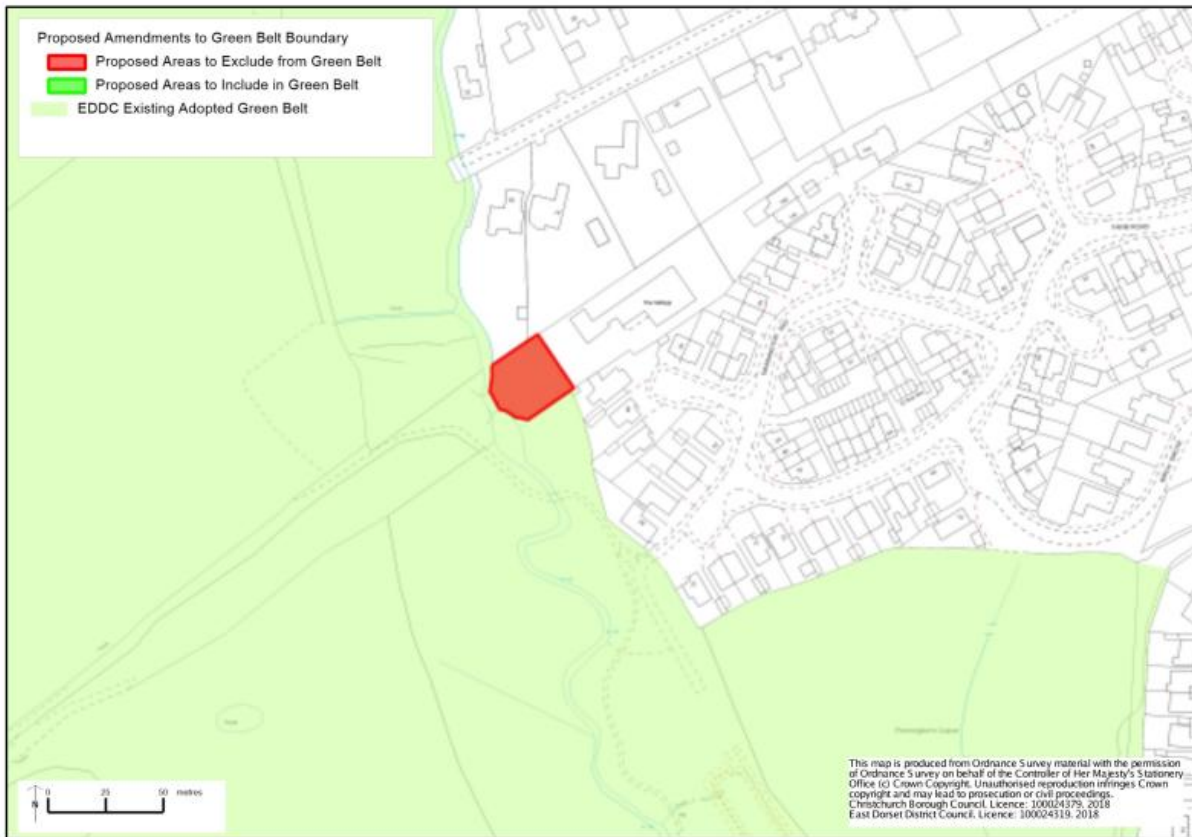 Proposed Amendments to Green Belt Boundary
Proposed Areas to Exclude from Green Belt
Proposed Areas to Include in Green Belt
EDDC Existing Adopted Green Belt
N
0 25 50 metres
This map is produced from Ordnance Survey material with the permission
of Ordnance Survey on behalf of the Controller of Her Majesty's Stationery
Office (c) Crown Copyright. Unauthorised reproduction infringes Crown
copyright and may lead to prosecution or civil proceedings.
Christchurch Borough Council. Licence: 100024379. 2018
East Dorset District Council. Licence: 100024319. 2018